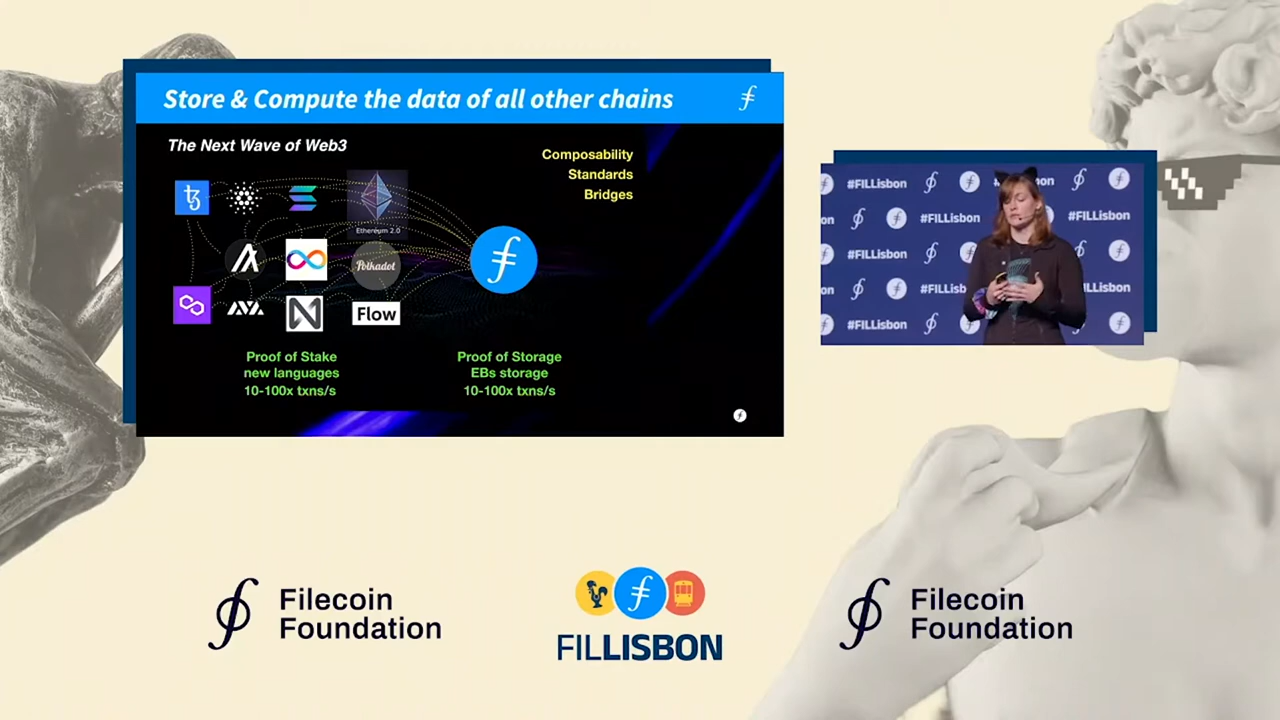 Store & Compute the data of all other chains
The Next Wave of Web3
Composability
Standards
Bridges
Ethereum 2.0
Polkadot
Flow
Proof of Stake
new languages
10-100x txns/s
Proof of Storage
EBs storage
10-100x txns/s
#FILLisbon
#FILLisbon
#FILLisbon
#FILLisbon
#FILLisbon
Filecoin
Foundation
FILLISBON
Filecoin
Foundation